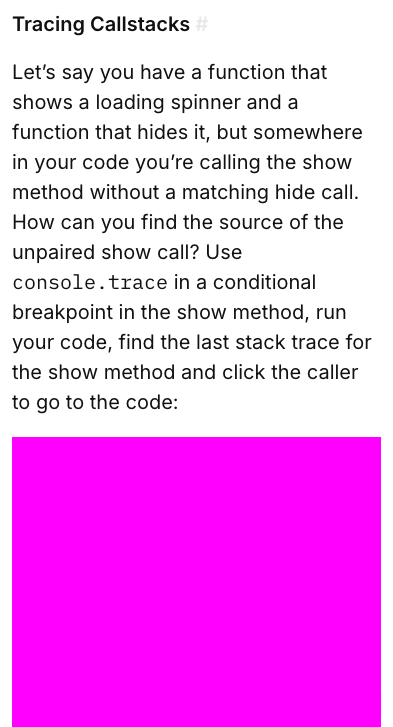 Tracing Callstacks #
Let’s say you have a function that
shows a loading spinner and a
function that hides it, but somewhere
in your code you’re calling the show
method without a matching hide call.
How can you find the source of the
unpaired show call? Use
console.trace in a conditional
breakpoint in the show method, run
your code, find the last stack trace for
the show method and click the caller
to go to the code: